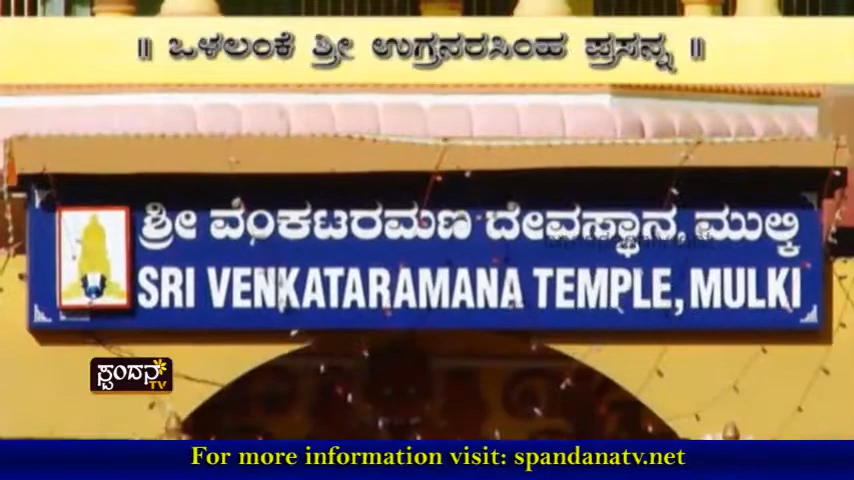 ॥ ಒಳಲಂಕೆ ಶ್ರೀ ಉಗ್ರನರಸಿಂಹ ಪ್ರಸನ್ನ ॥
ಶ್ರೀ ವೆಂಕಟರಮಣ ದೇವಸ್ಥಾನ, ಮುಲ್ಕಿ
SRI VENKATARAMANA TEMPLE, MULKI
ಸ್ಪಂದನ TV
For more information visit: spandanatv.net